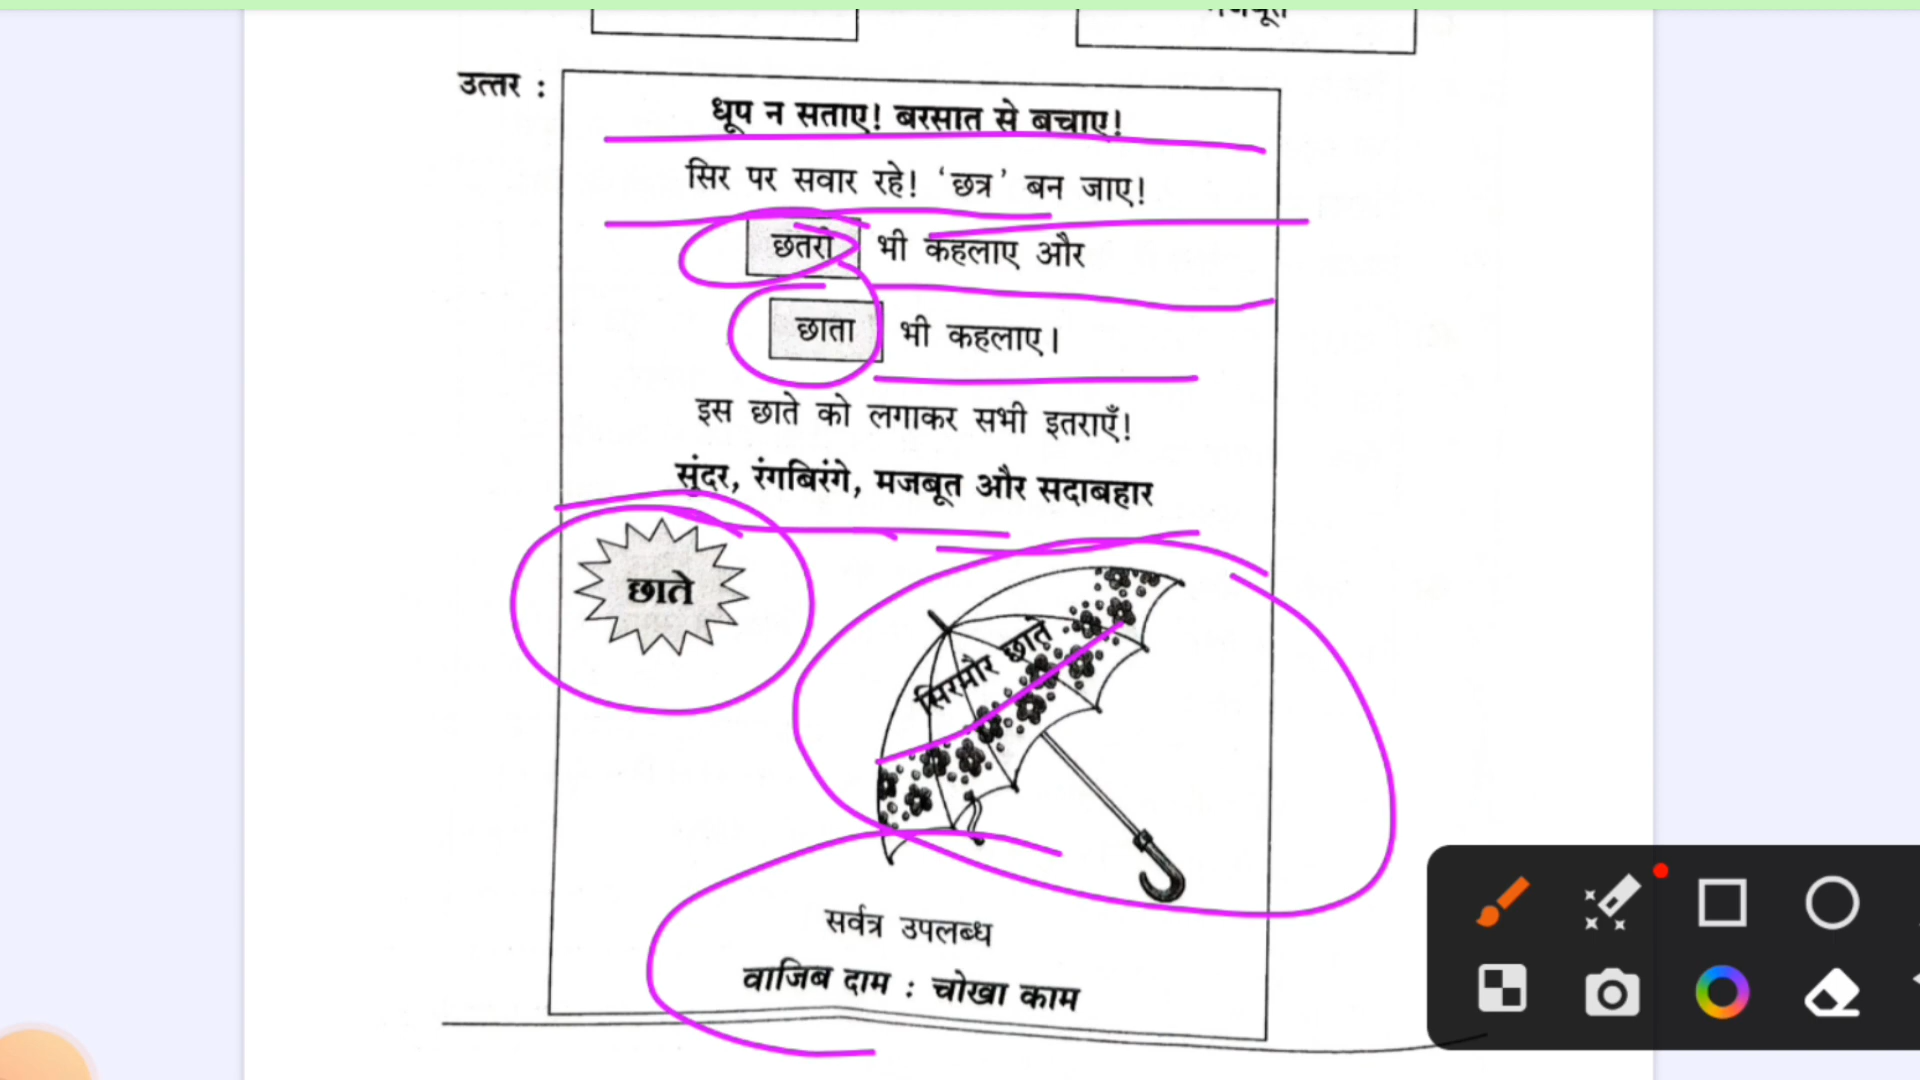 मजबूत
उत्तर :
धूप न सताए! बरसात से बचाए!
सिर पर सवार रहे! ‘छत्र’ बन जाए!
छतरी भी कहलाए और
छाता भी कहलाए।
इस छाते को लगाकर सभी इतराएँ!
सुंदर, रंगबिरंगे, मजबूत और सदाबहार
छाते
सिरमौर छाते
सर्वत्र उपलब्ध
वाजिब दाम : चोखा काम